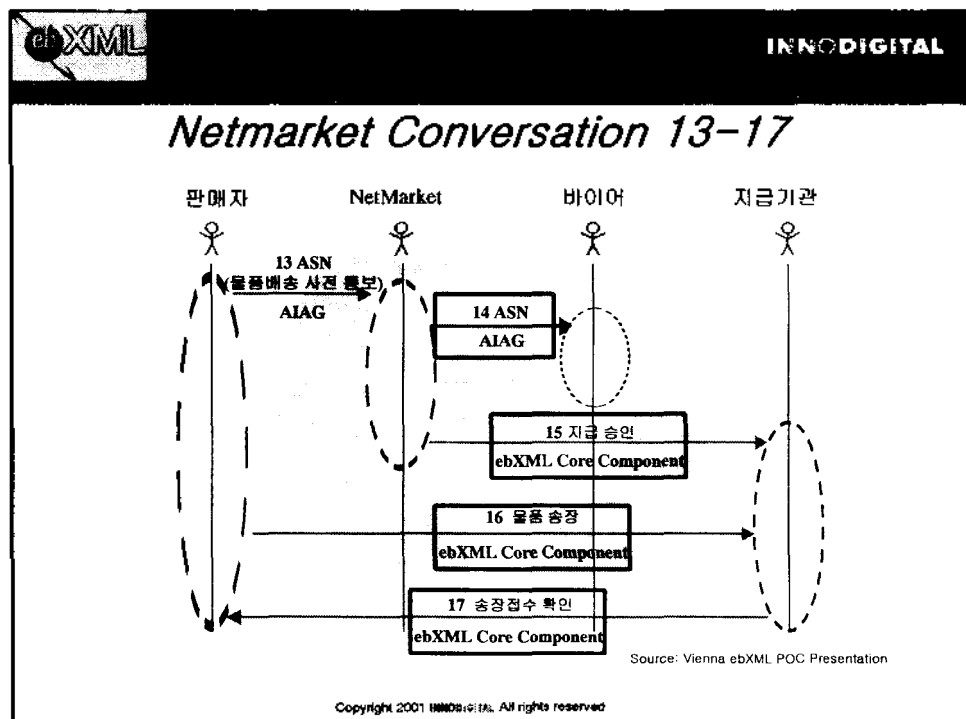 ebXML
INNODIGITAL
Netmarket Conversation 13-17
판매자
NetMarket
바이어
지급기관
13 ASN
(물품배송 사전 통보)
AIAG
14 ASN
AIAG
15 지급 승인
ebXML Core Component
16 물품 송장
ebXML Core Component
17 송장접수 확인
ebXML Core Component
Source: Vienna ebXML POC Presentation
Copyright 2001 INNODIGITAL. All rights reserved